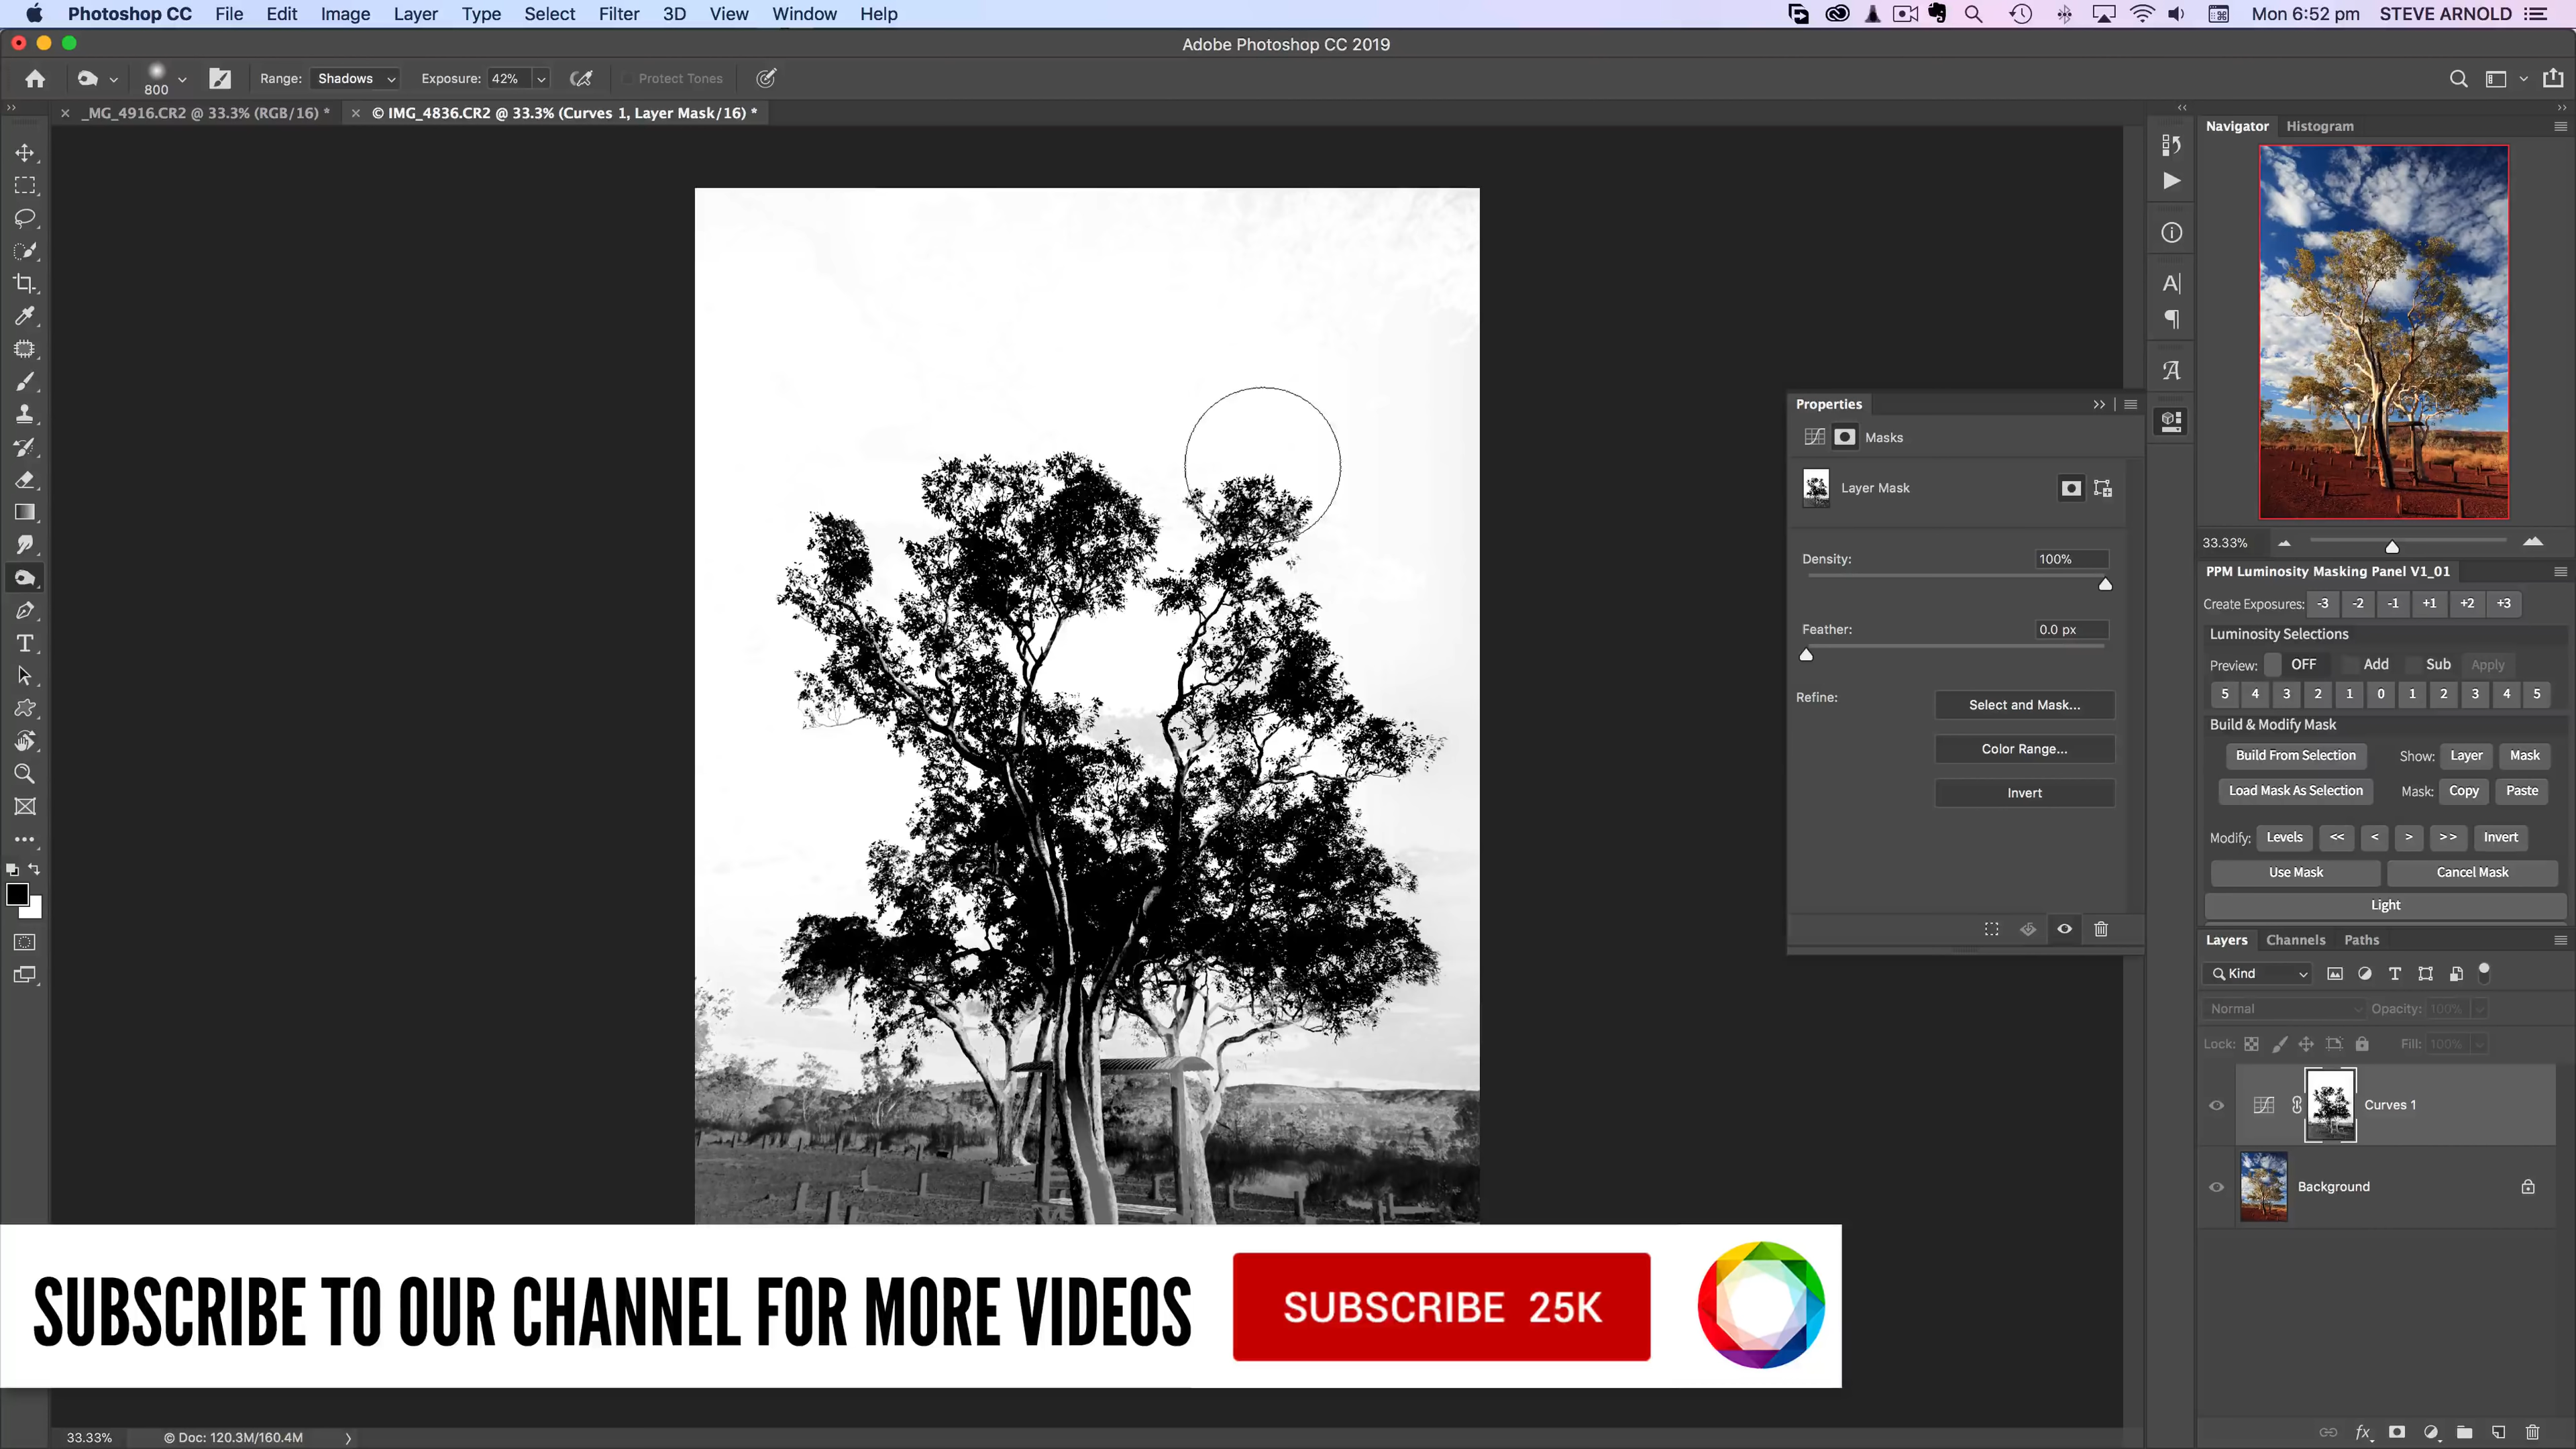 Photoshop CC File Edit Image Layer Type Select Filter 3D View Window Help Mon 6:52 pm STEVE ARNOLD
Adobe Photoshop CC 2019
800 Range: Shadows Exposure: 42% Protect Tones
_MG_4916.CR2 @ 33.3% (RGB/16) * © IMG_4836.CR2 @ 33.3% (Curves 1, Layer Mask/16) *
Navigator Histogram
Properties
Masks
Layer Mask
Density: 100%
Feather: 0.0 px
Refine: Select and Mask...
Color Range...
Invert
33.33%
PPM Luminosity Masking Panel V1_01
Create Exposures: -3 -2 -1 +1 +2 +3
Luminosity Selections
Preview: OFF Add Sub Apply
5 4 3 2 1 0 1 2 3 4 5
Build & Modify Mask
Build From Selection Show: Layer Mask
Load Mask As Selection Mask: Copy Paste
Modify: Levels << < > >> Invert
Use Mask Cancel Mask
Light
Layers Channels Paths
Kind
Normal Opacity: 100%
Lock: Fill: 100%
Curves 1
Background
SUBSCRIBE TO OUR CHANNEL FOR MORE VIDEOS SUBSCRIBE 25K
33.33% © Doc: 120.3M/160.4M